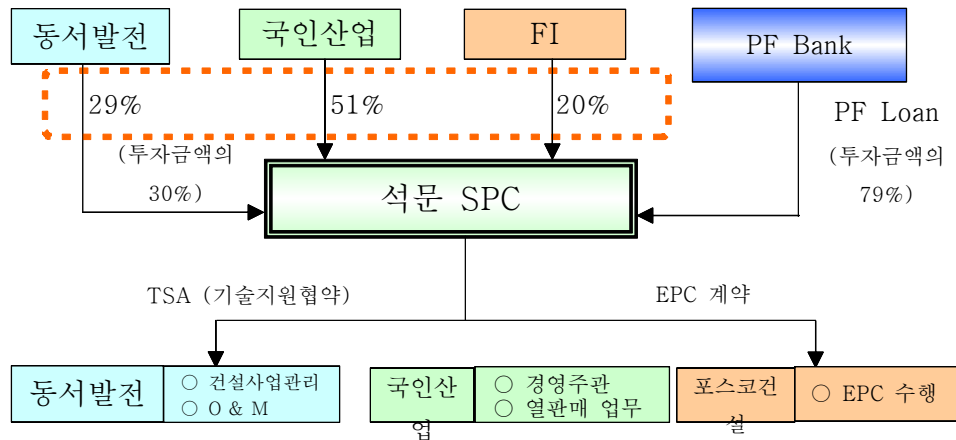 동서발전
국인산업
FI
PF Bank
29%
51%
20%
PF Loan
(투자금액의
30%)
(투자금액의
79%)
석문 SPC
TSA (기술지원협약)
EPC 계약
동서발전
○ 건설사업관리
○ O & M
국인산
업
○ 경영주관
○ 열판매 업무
포스코건
설
○ EPC 수행